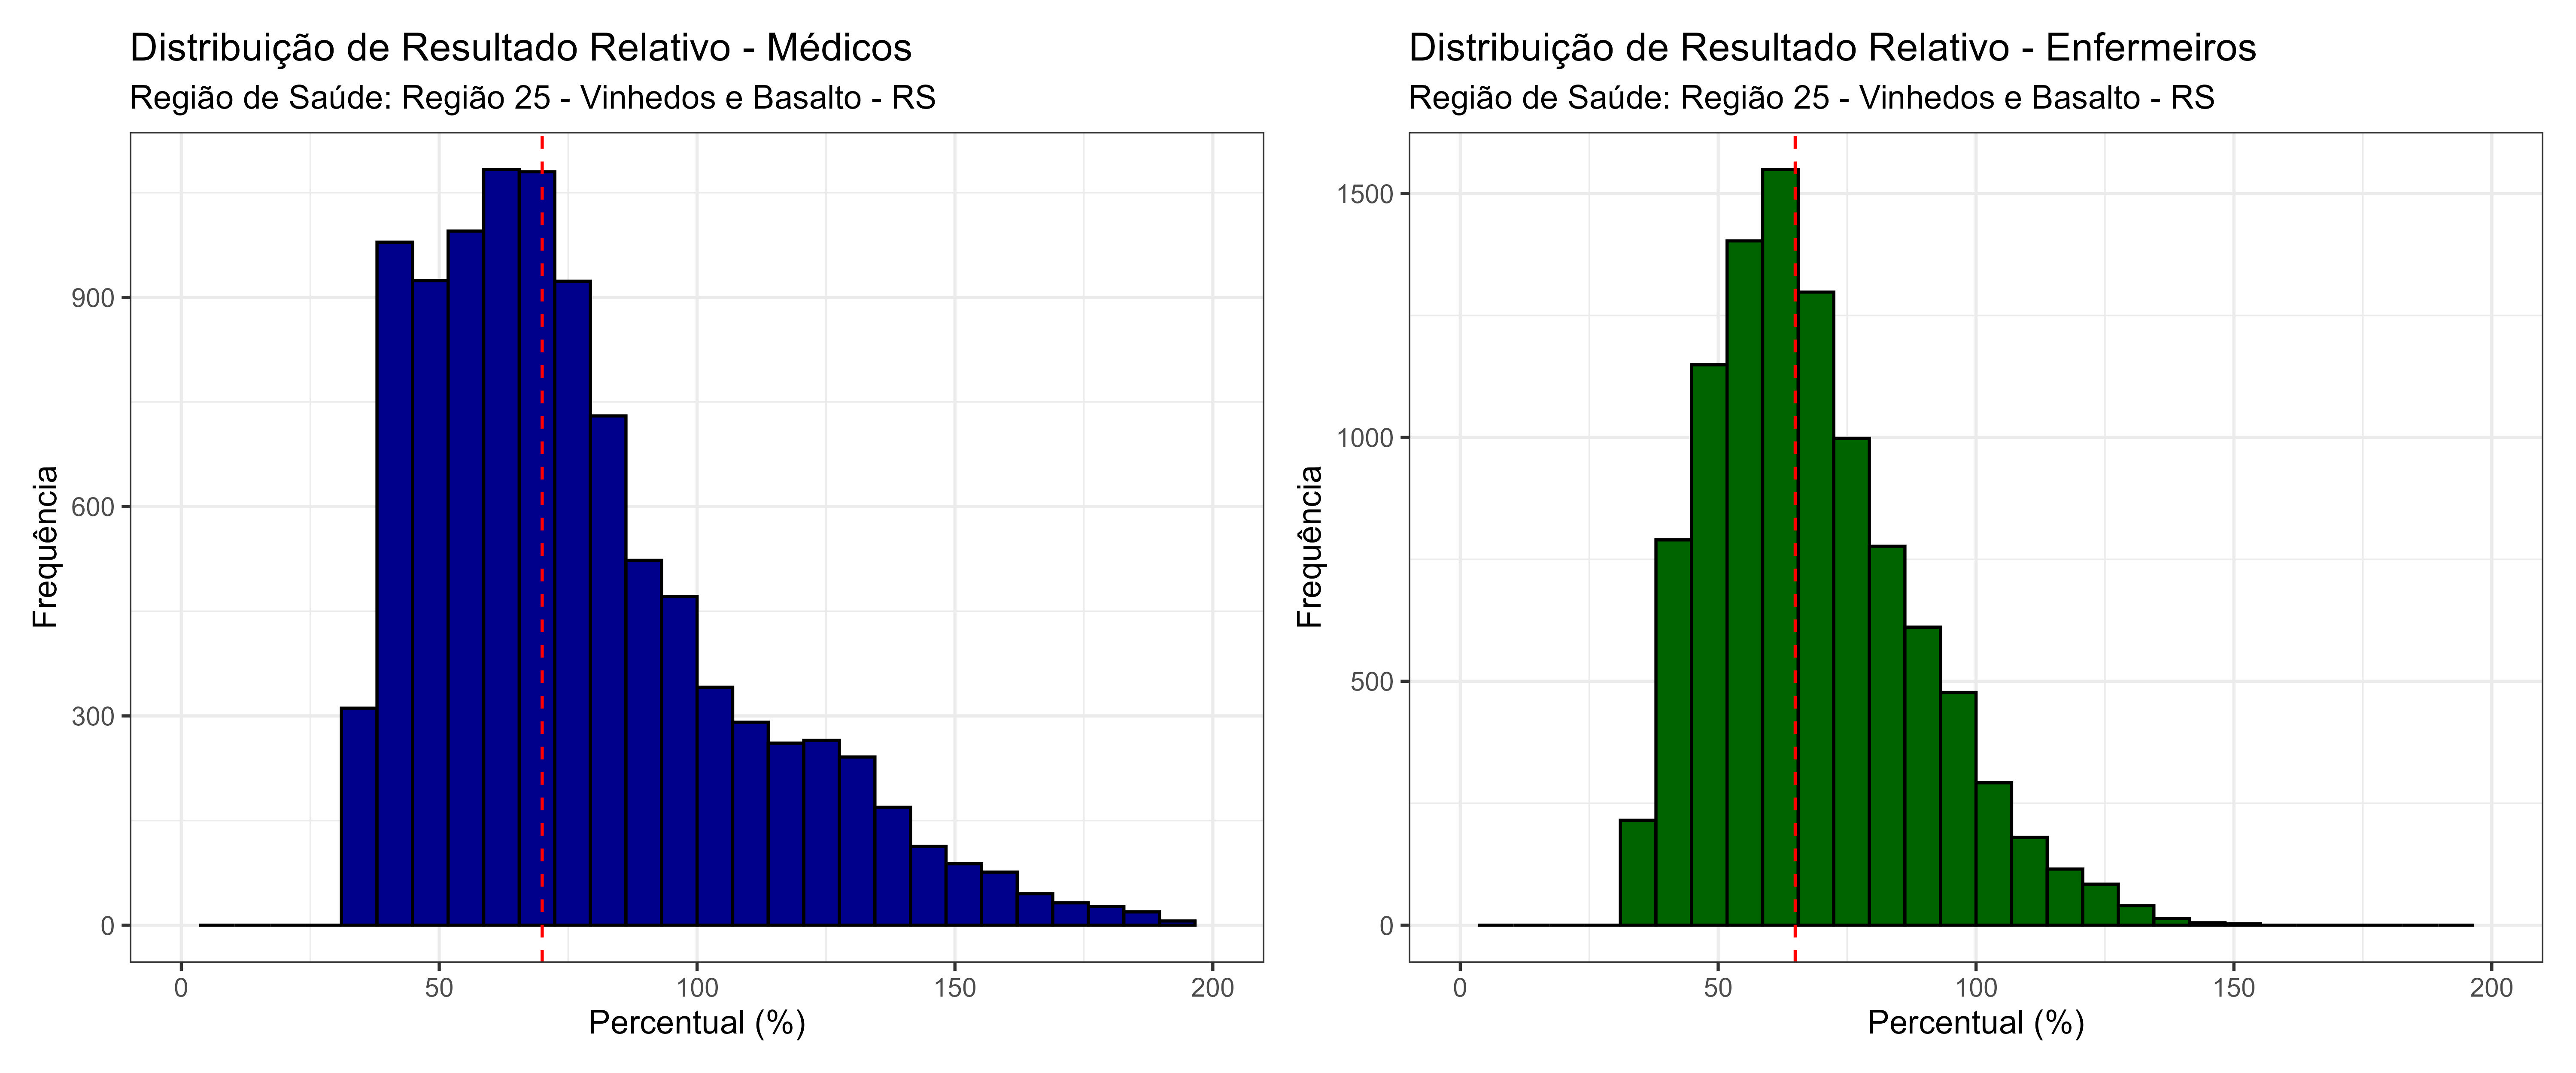 Distribuição de Resultado Relativo - Médicos
Região de Saúde: Região 25 - Vinhedos e Basalto - RS
Frequência
900
600
300
0
0 50 100 150 200
Percentual (%)
Distribuição de Resultado Relativo - Enfermeiros
Região de Saúde: Região 25 - Vinhedos e Basalto - RS
Frequência
1500
1000
500
0
0 50 100 150 200
Percentual (%)